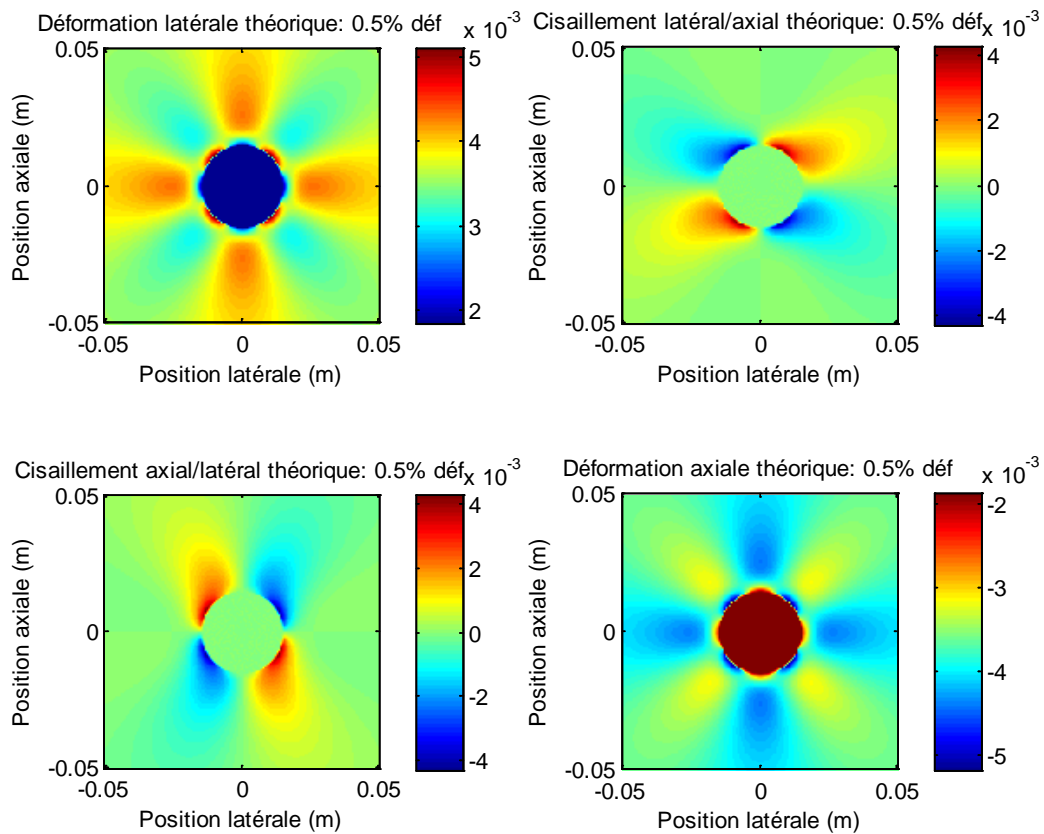 Déformation latérale théorique: 0.5% déf
x 10-3
0.05
0
-0.05
-0.05
0
0.05
Position axiale (m)
Position latérale (m)
5
4
3
2
Cisaillement latéral/axial théorique: 0.5% déf
x 10-3
0.05
0
-0.05
-0.05
0
0.05
Position axiale (m)
Position latérale (m)
4
2
0
-2
-4
Cisaillement axial/latéral théorique: 0.5% déf
x 10-3
0.05
0
-0.05
-0.05
0
0.05
Position axiale (m)
Position latérale (m)
4
2
0
-2
-4
Déformation axiale théorique: 0.5% déf
x 10-3
0.05
0
-0.05
-0.05
0
0.05
Position axiale (m)
Position latérale (m)
-2
-3
-4
-5